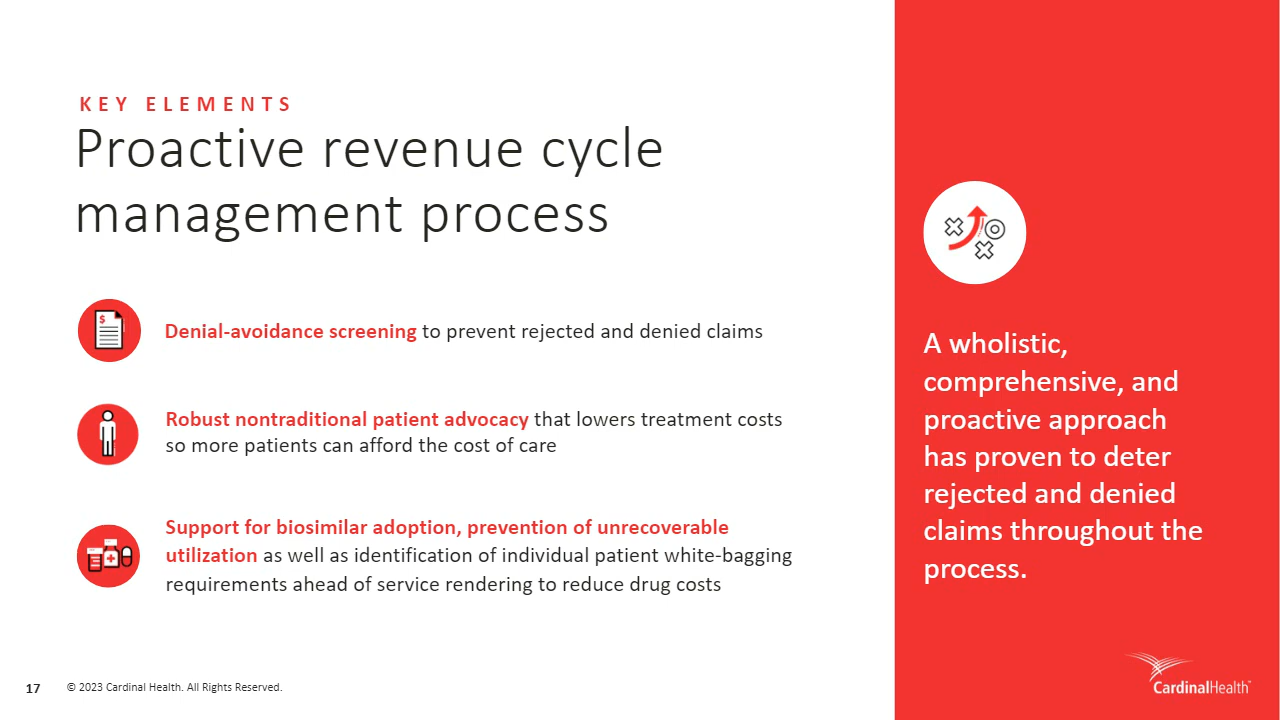 KEY ELEMENTS
Proactive revenue cycle
management process
$
Denial-avoidance screening to prevent rejected and denied claims
Robust nontraditional patient advocacy that lowers treatment costs
so more patients can afford the cost of care
Support for biosimilar adoption, prevention of unrecoverable
utilization as well as identification of individual patient white-bagging
requirements ahead of service rendering to reduce drug costs
A wholistic,
comprehensive, and
proactive approach
has proven to deter
rejected and denied
claims throughout the
process.
17 © 2023 Cardinal Health. All Rights Reserved.
CardinalHealth™